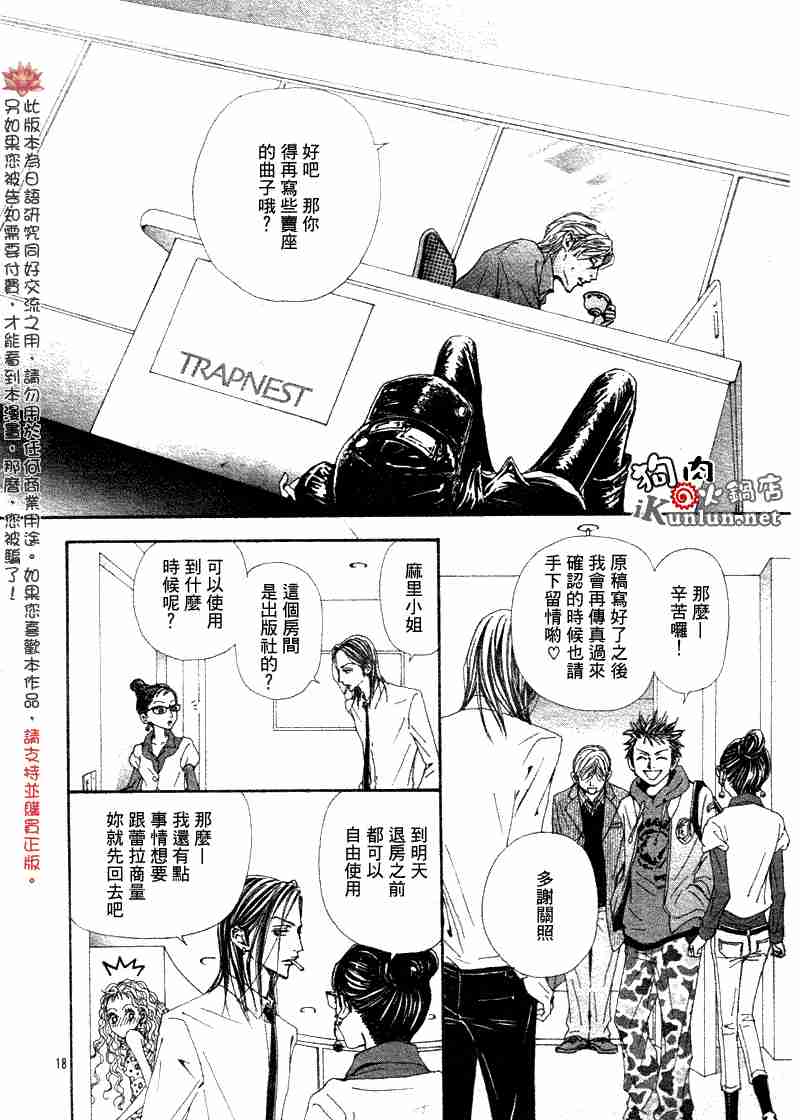 好吧 那你
得再寫些賣座
的曲子哦？
TRAPNEST
狗肉
火鍋店
iKunlun.net
那麼—
辛苦囉！
原稿寫好了之後
我會再傳真過來
確認的時候也請
手下留情喲♡
多謝關照
麻里小姐
這個房間
是出版社的？
可以使用
到什麼
時候呢？
到明天
退房之前
都可以
自由使用
那麼—
我還有點
事情想要
跟蕾拉商量
妳就先回去吧
18
此版本為日語研究同好交流之用，請勿用於任何商業用途。如果您喜歡本作品，請支持並購買正版。
另如果您被告知需要付費，才能看到本漫畫，那麼，您被騙了！